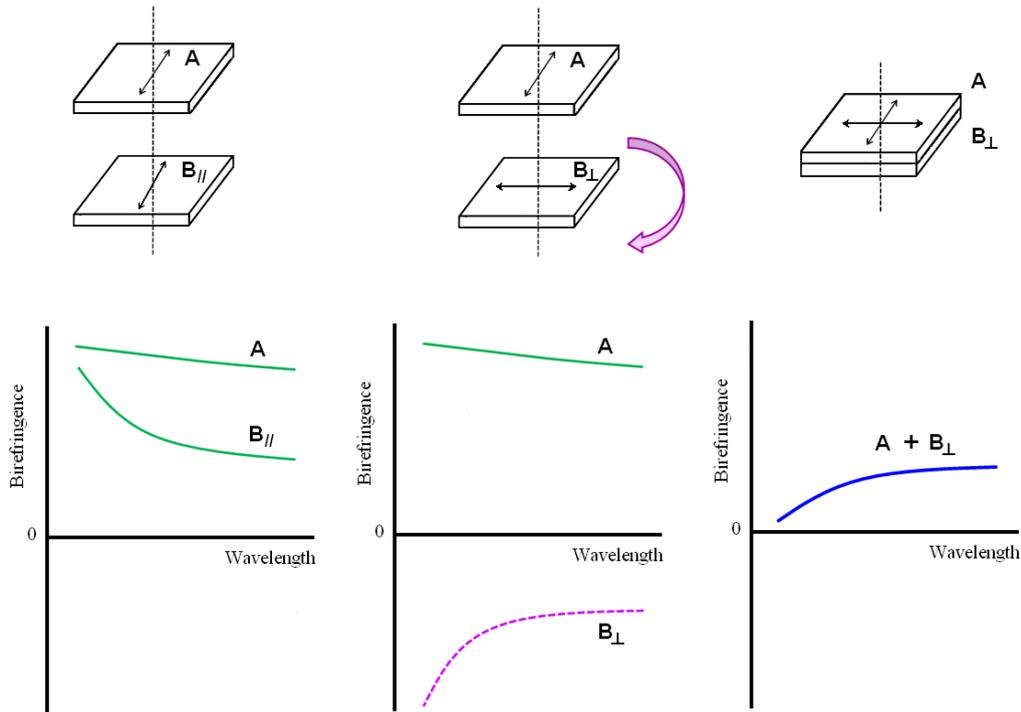 A
B//
A
B⊥
A
B⊥
Birefringence
A
B//
0
Wavelength
Birefringence
A
0
Wavelength
B⊥
Birefringence
A + B⊥
0
Wavelength